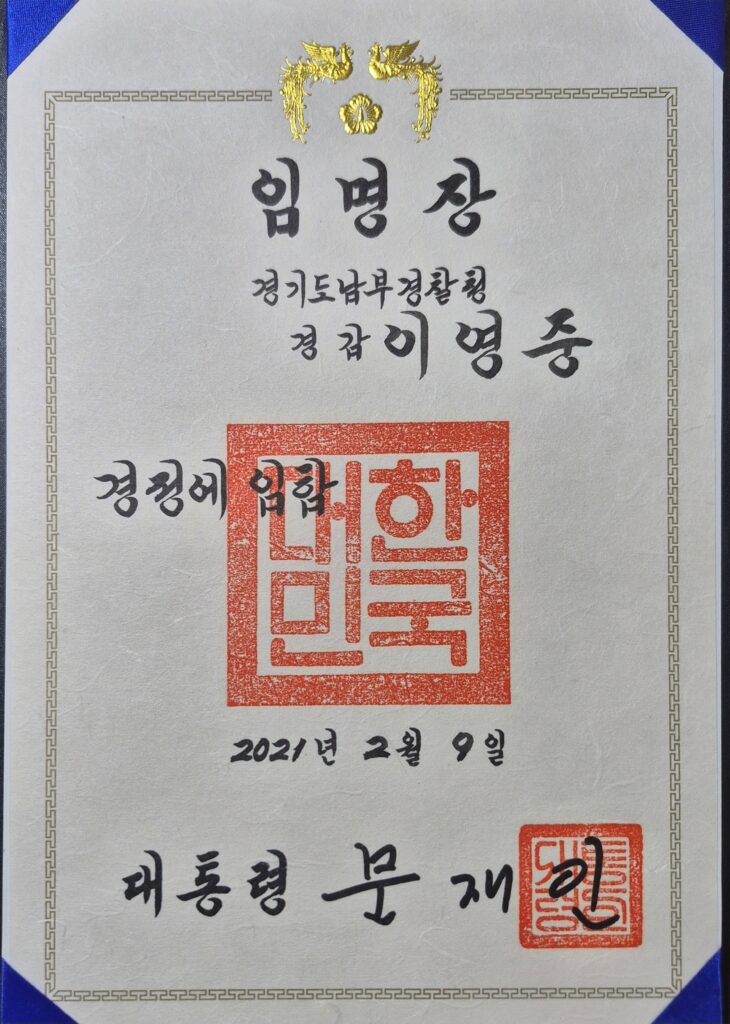 임명장
경기도남부경찰청
경감 이영중
경정에 임함
대한민국
2021년 2월 9일
대통령 문재인